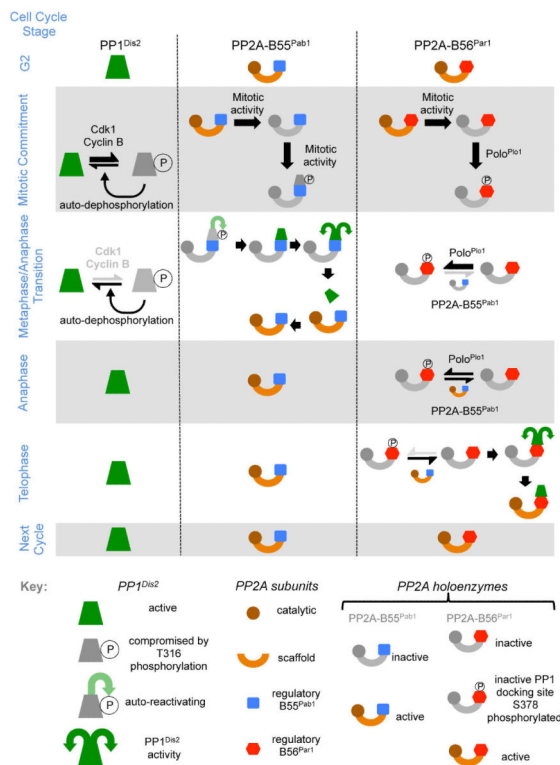 Cell Cycle
Stage
PP1Dis2
PP2A-B55Pab1
PP2A-B56Par1
G2
Mitotic Commitment
Cdk1
Cyclin B
P
auto-dephosphorylation
Mitotic
activity
Mitotic
activity
P
Mitotic
activity
PoloPlo1
P
Metaphase/Anaphase
Transition
Cdk1
Cyclin B
P
auto-dephosphorylation
P
P
PoloPlo1
PP2A-B55Pab1
Anaphase
P
PoloPlo1
PP2A-B55Pab1
Telophase
P
Next
Cycle
Key:
PP1Dis2
active
P
compromised by
T316
phosphorylation
P
auto-reactivating
PP1Dis2
activity
PP2A subunits
catalytic
scaffold
regulatory
B55Pab1
regulatory
B56Par1
PP2A holoenzymes
PP2A-B55Pab1
inactive
active
PP2A-B56Par1
inactive
P
inactive PP1
docking site
S378
phosphorylated
active